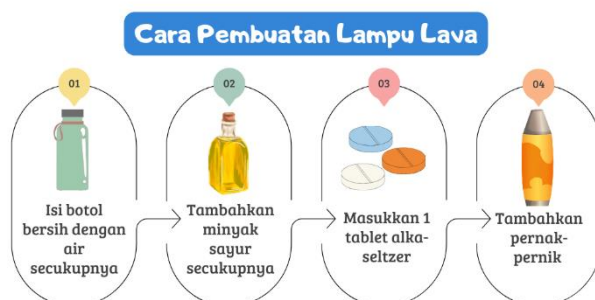 Cara Pembuatan Lampu Lava
01
Isi botol
bersih dengan
air
secukupnya
02
Tambahkan
minyak
sayur
secukupnya
03
Masukkan 1
tablet alka-
seltzer
04
Tambahkan
pernak-
pernik